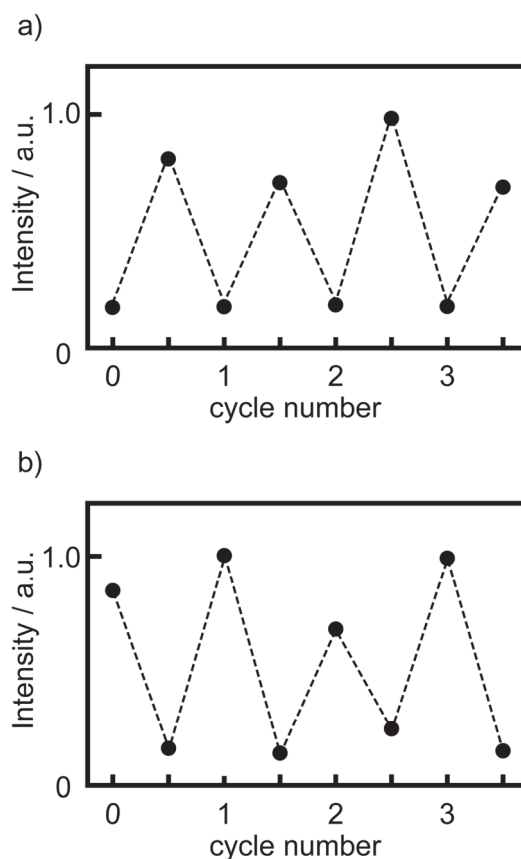 a)
Intensity / a.u.
1.0
0
0 1 2 3
cycle number
b)
Intensity / a.u.
1.0
0
0 1 2 3
cycle number